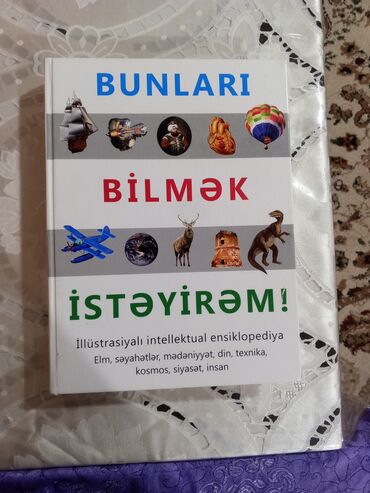 BUNLARI
BİLMƏK
İSTƏYİRƏM!
İllüstrasiyalı intellektual ensiklopediya
Elm, səyahətlər, mədəniyyət, din, texnika,
kosmos, siyasət, insan